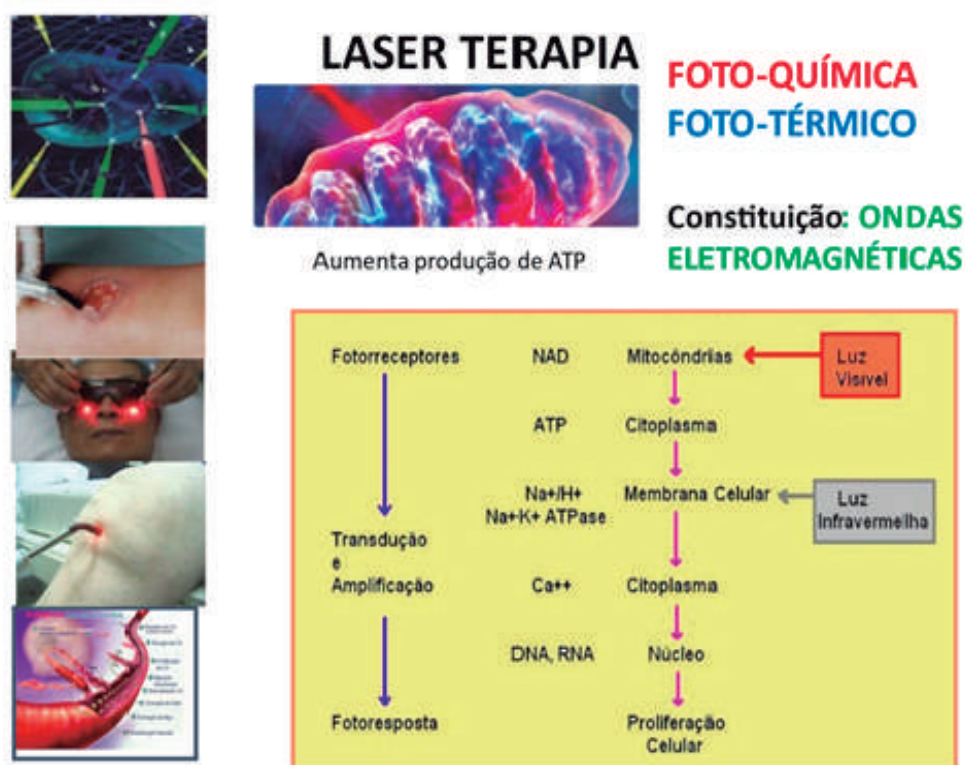 LASER TERAPIA
FOTO-QUÍMICA
FOTO-TÉRMICO
Constituição: ONDAS
ELETROMAGNÉTICAS
Aumenta produção de ATP
Fotorreceptores
NAD
Mitocôndrias
Luz
Visível
ATP
Citoplasma
Na+/H+
Na+K+ ATPase
Membrana Celular
Luz
Infravermelha
Transdução
e
Amplificação
Ca++
Citoplasma
DNA, RNA
Núcleo
Fotoresposta
Proliferação
Celular